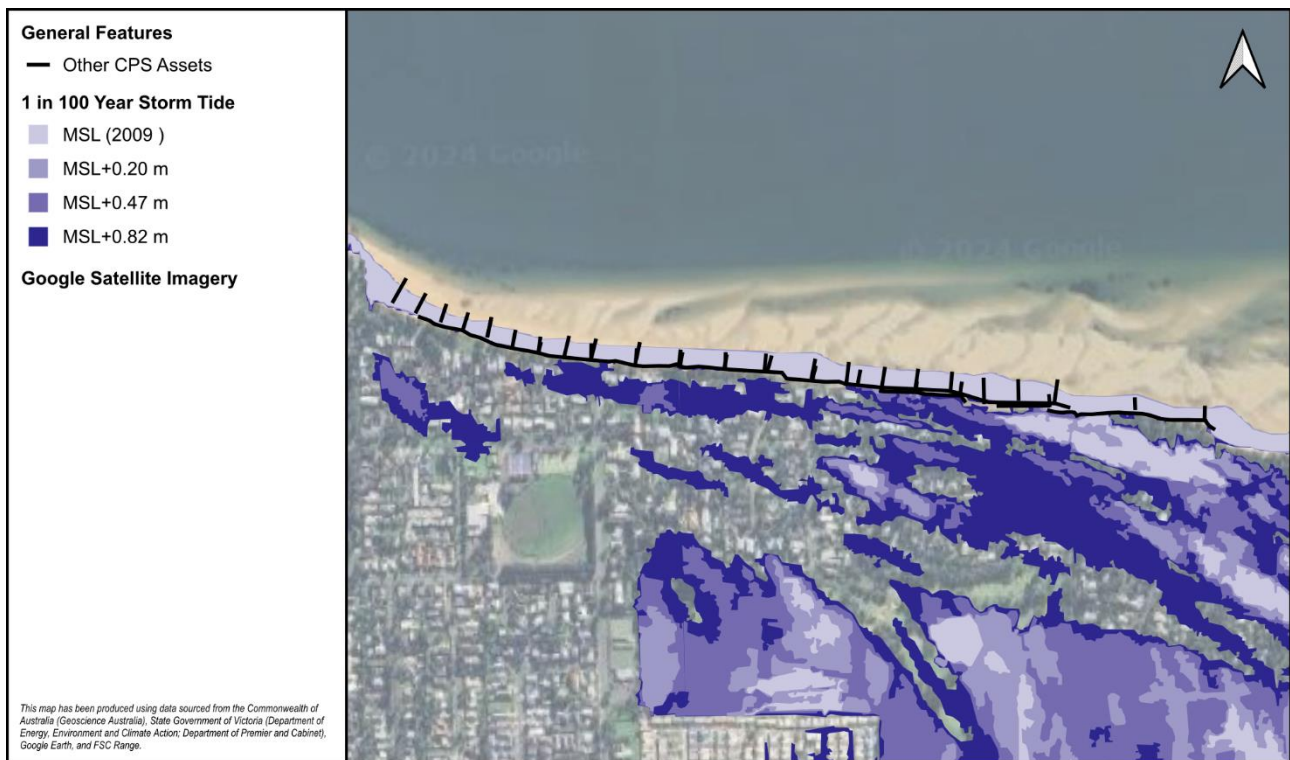 General Features
Other CPS Assets
1 in 100 Year Storm Tide
MSL (2009 )
MSL+0.20 m
MSL+0.47 m
MSL+0.82 m
Google Satellite Imagery
This map has been produced using data sourced from the Commonwealth of
Australia (Geoscience Australia), State Government of Victoria (Department of
Energy, Environment and Climate Action; Department of Premier and Cabinet),
Google Earth, and FSC Range.
© 2024 Google
© 2024 Google